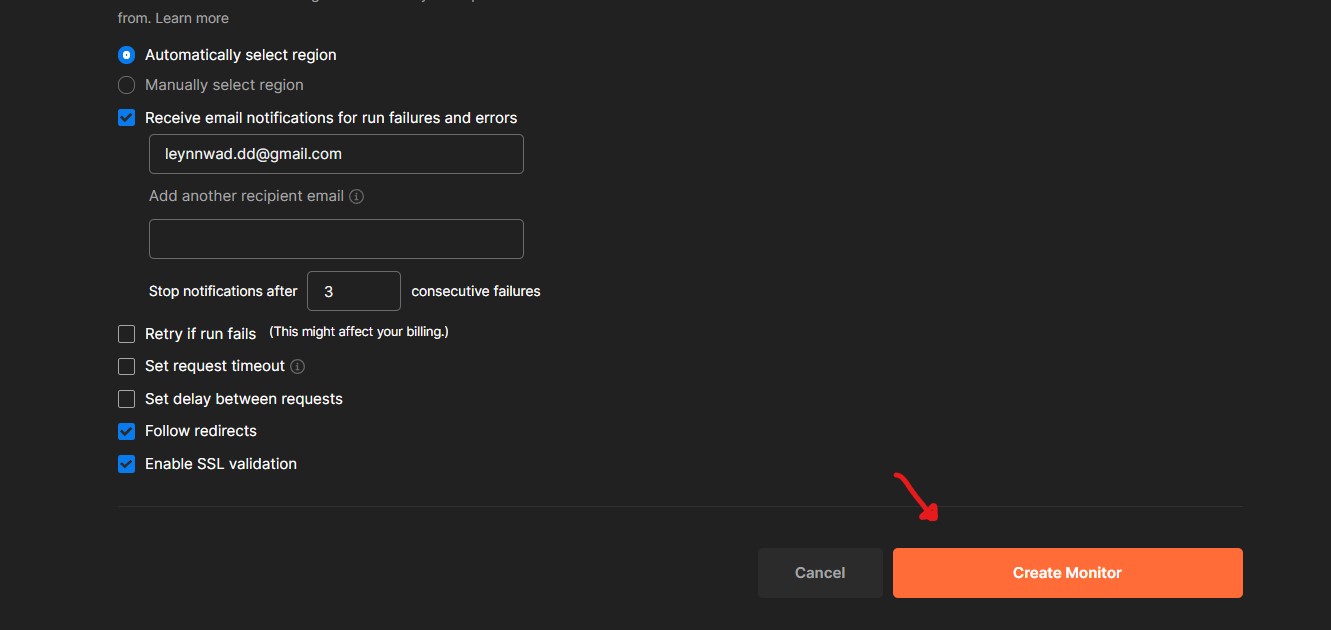 from. Learn more
Automatically select region
Manually select region
Receive email notifications for run failures and errors
leynnwad.dd@gmail.com
Add another recipient email
Stop notifications after 3 consecutive failures
Retry if run fails (This might affect your billing.)
Set request timeout
Set delay between requests
Follow redirects
Enable SSL validation
Cancel Create Monitor